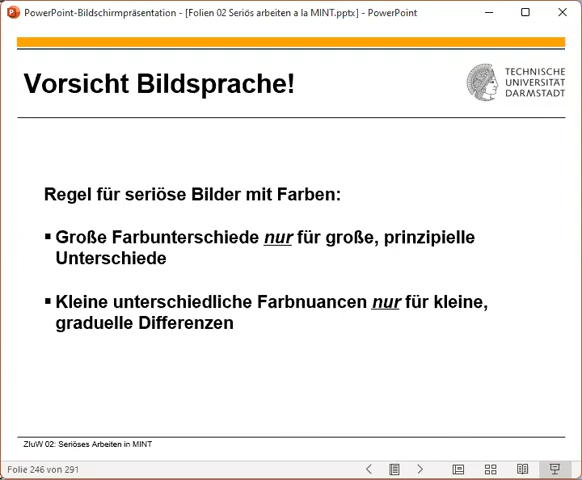 PowerPoint-Bildschirmpräsentation - [Folien 02 Seriös arbeiten a la MINT.pptx] - PowerPoint
Vorsicht Bildsprache!
TECHNISCHE
UNIVERSITÄT
DARMSTADT
Regel für seriöse Bilder mit Farben:
▪ Große Farbunterschiede nur für große, prinzipielle
Unterschiede
▪ Kleine unterschiedliche Farbnuancen nur für kleine,
graduelle Differenzen
ZIuW 02: Seriöses Arbeiten in MINT
Folie 246 von 291